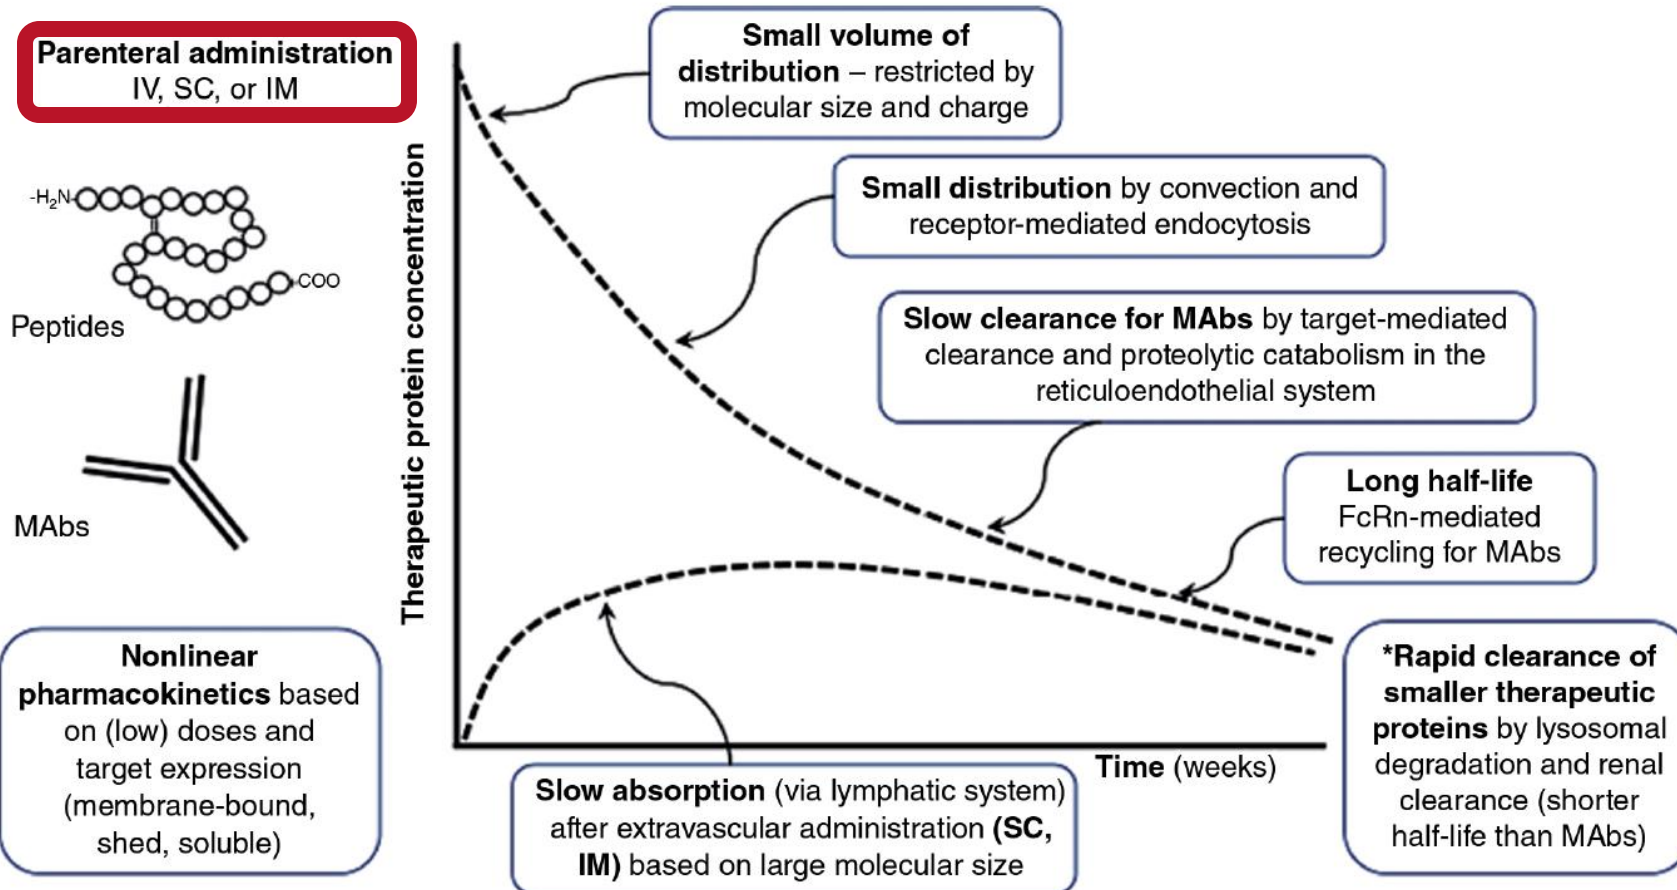 Parenteral administration
IV, SC, or IM
-H₂N
COO
Peptides
MAbs
Nonlinear
pharmacokinetics based
on (low) doses and
target expression
(membrane-bound,
shed, soluble)
Therapeutic protein concentration
Small volume of
distribution – restricted by
molecular size and charge
Small distribution by convection and
receptor-mediated endocytosis
Slow clearance for MAbs by target-mediated
clearance and proteolytic catabolism in the
reticuloendothelial system
Long half-life
FcRn-mediated
recycling for MAbs
*Rapid clearance of
smaller therapeutic
proteins by lysosomal
degradation and renal
clearance (shorter
half-life than MAbs)
Time (weeks)
Slow absorption (via lymphatic system)
after extravascular administration (SC,
IM) based on large molecular size